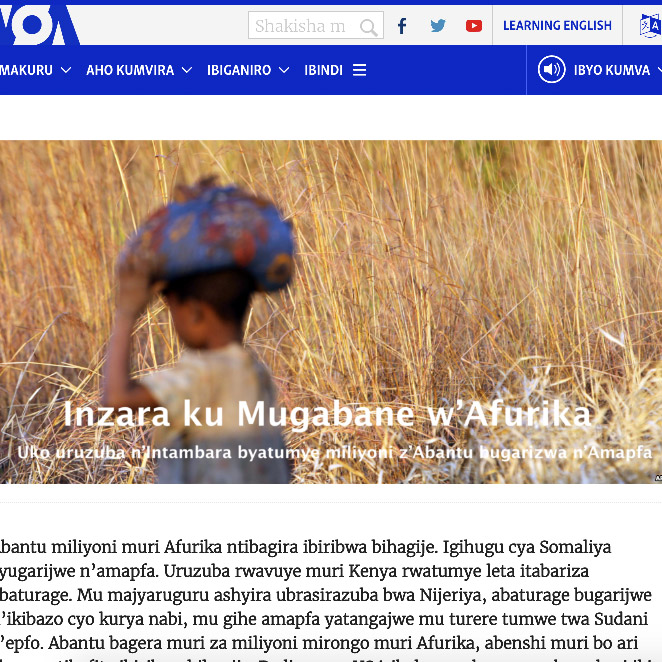 VOA
Shakisha m
LEARNING ENGLISH
MAKURU AHO KUMVIRA IBIGANIRO IBINDI IBYO KUMVA
Inzara ku Mugabane w'Afurika
Uko uruzuba n'Intambara byatumye miliyoni z'Abantu bugarizwa n'Amapfa
bantu miliyoni muri Afurika ntibagira ibiribwa bihagije. Igihugu cya Somaliya
yugarijwe n'amapfa. Uruzuba rwavuye muri Kenya rwatumye leta itabariza
baturage. Mu majyaruguru ashyira ubrasirazuba bwa Nijeriya, abaturage bugarijwe
'ikibazo cyo kurya nabi, mu gihe amapfa yatangajwe mu turere tumwe twa Sudani
'epfo. Abantu bagera muri za miliyoni mirongo muri Afurika, abenshi muri bo ari